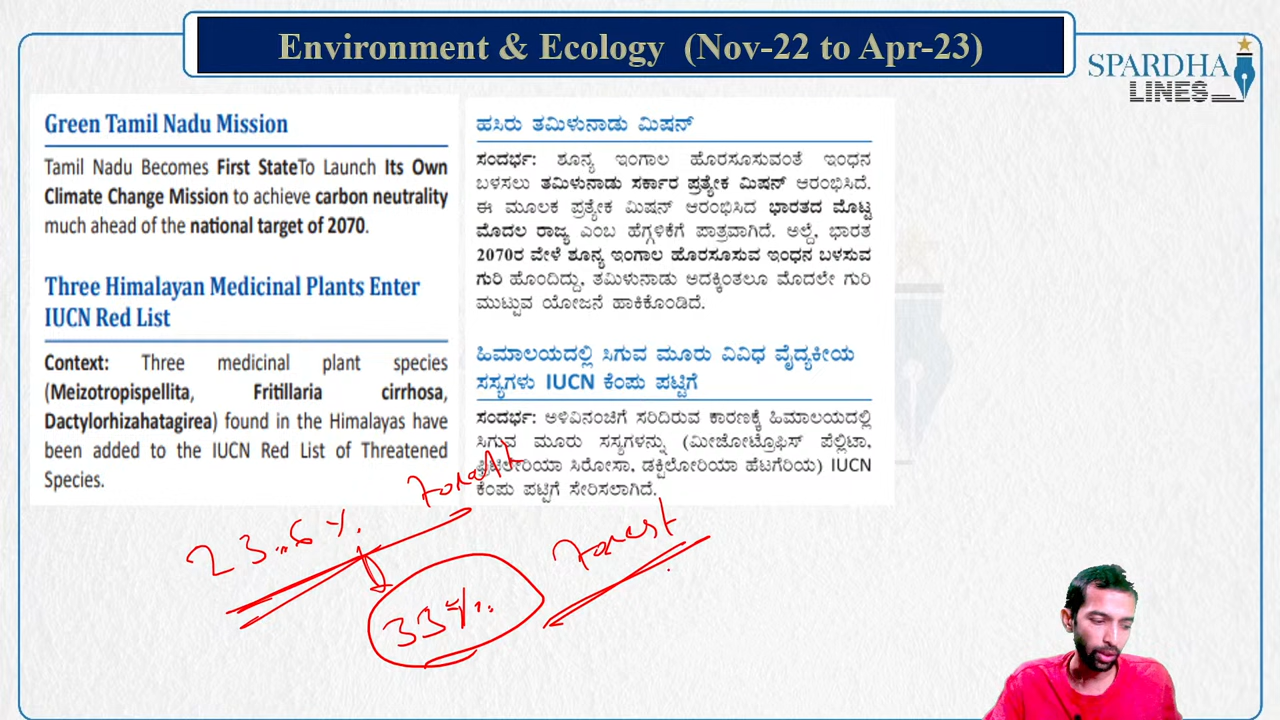 Environment & Ecology (Nov-22 to Apr-23)
SPARDHA
LINES
Green Tamil Nadu Mission
Tamil Nadu Becomes First StateTo Launch Its Own
Climate Change Mission to achieve carbon neutrality
much ahead of the national target of 2070.
Three Himalayan Medicinal Plants Enter
IUCN Red List
Context: Three medicinal plant species
(Meizotropispellita, Fritillaria cirrhosa,
Dactylorhizahatagirea) found in the Himalayas have
been added to the IUCN Red List of Threatened
Species.
ಹಸಿರು ತಮಿಳುನಾಡು ಮಿಷನ್
ಸಂದರ್ಭ: ಶೂನ್ಯ ಇಂಗಾಲ ಹೊರಸೂಸುವಂತೆ ಇಂಧನ
ಬಳಸಲು ತಮಿಳುನಾಡು ಸರ್ಕಾರ ಪ್ರತ್ಯೇಕ ಮಿಷನ್ ಆರಂಭಿಸಿದೆ.
ಈ ಮೂಲಕ ಪ್ರತ್ಯೇಕ ಮಿಷನ್ ಆರಂಭಿಸಿದ ಭಾರತದ ಮೊಟ್ಟ
ಮೊದಲ ರಾಜ್ಯ ಎಂಬ ಹೆಗ್ಗಳಿಕೆಗೆ ಪಾತ್ರವಾಗಿದೆ. ಅಲ್ದೆ, ಭಾರತ
2070ರ ವೇಳೆ ಶೂನ್ಯ ಇಂಗಾಲ ಹೊರಸೂಸುವ ಇಂಧನ ಬಳಸುವ
ಗುರಿ ಹೊಂದಿದ್ದು, ತಮಿಳುನಾಡು ಅದಕ್ಕಿಂತಲೂ ಮೊದಲೇ ಗುರಿ
ಮುಟ್ಟುವ ಯೋಜನೆ ಹಾಕಿಕೊಂಡಿದೆ.
ಹಿಮಾಲಯದಲ್ಲಿ ಸಿಗುವ ಮೂರು ವಿವಿಧ ವೈದ್ಯಕೀಯ
ಸಸ್ಯಗಳು IUCN ಕೆಂಪು ಪಟ್ಟಿಗೆ
ಸಂದರ್ಭ: ಅಳಿವಿನಂಚಿಗೆ ಸರಿದಿರುವ ಕಾರಣಕ್ಕೆ ಹಿಮಾಲಯದಲ್ಲಿ
ಸಿಗುವ ಮೂರು ಸಸ್ಯಗಳನ್ನು (ಮೀಜೋಟ್ರೊಫಿಸ್ ಪೆಲ್ಲಿಟಾ,
ಸಿರೋಸಾ, ಡಕ್ಟಿಲೋರಿಯಾ ಹೆಟಗೆರಿಯ) IUCN
ಕೆಂಪು ಪಟ್ಟಿಗೆ ಸೇರಿಸಲಾಗಿದೆ.
23.6%.
33%.
Forest